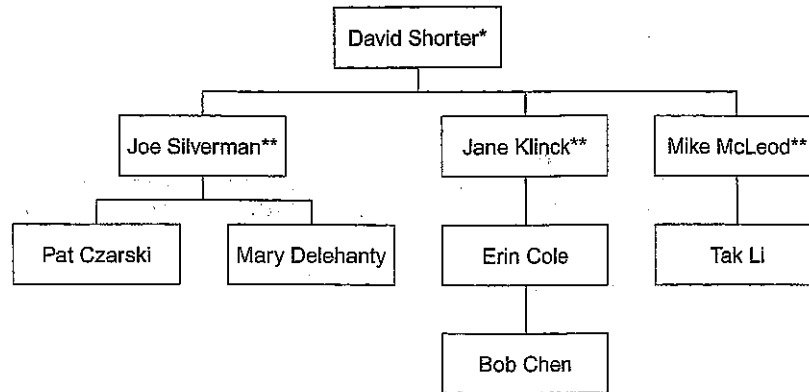 David Shorter*
Joe Silverman**
Jane Klinck**
Mike McLeod**
Pat Czarski
Mary Delehanty
Erin Cole
Tak Li
Bob Chen